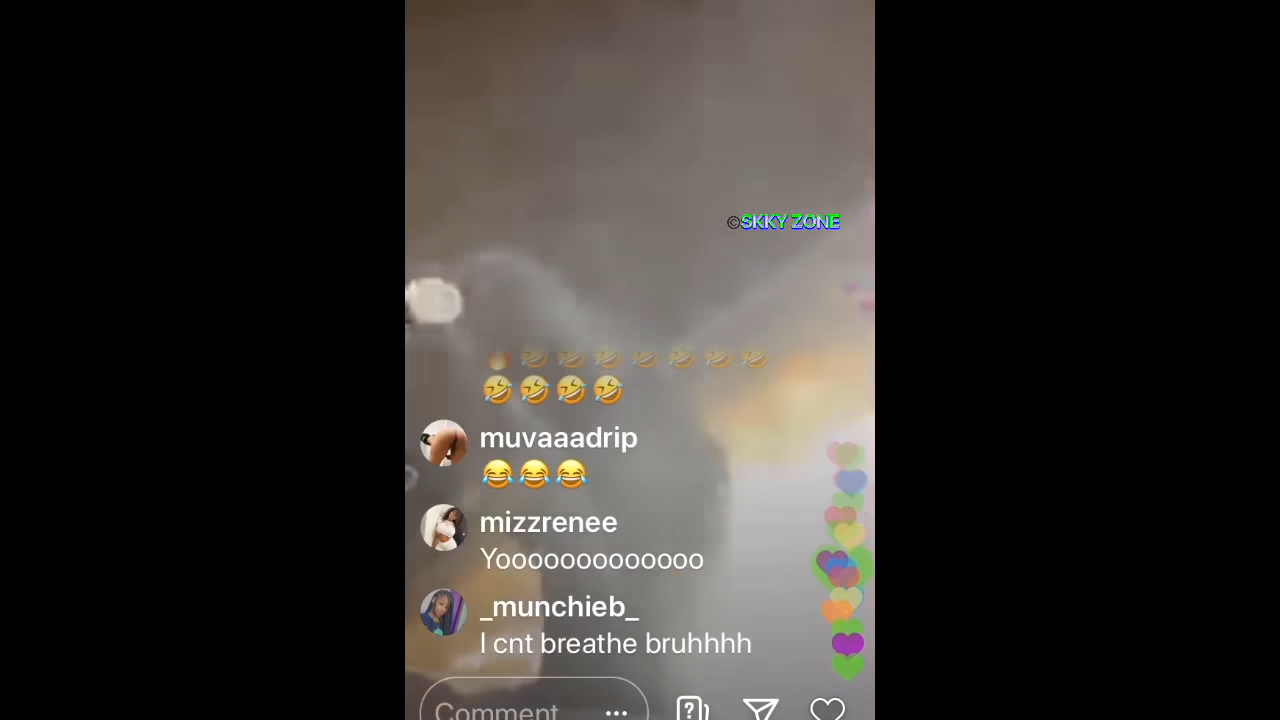 ©SKKY ZONE
🤣🤣🤣🤣🤣🤣🤣
🤣🤣🤣🤣
muvaaadrip
😂😂😂
mizzrenee
Yooooooooooooo
_munchieb_
I cnt breathe bruhhhh
Comment